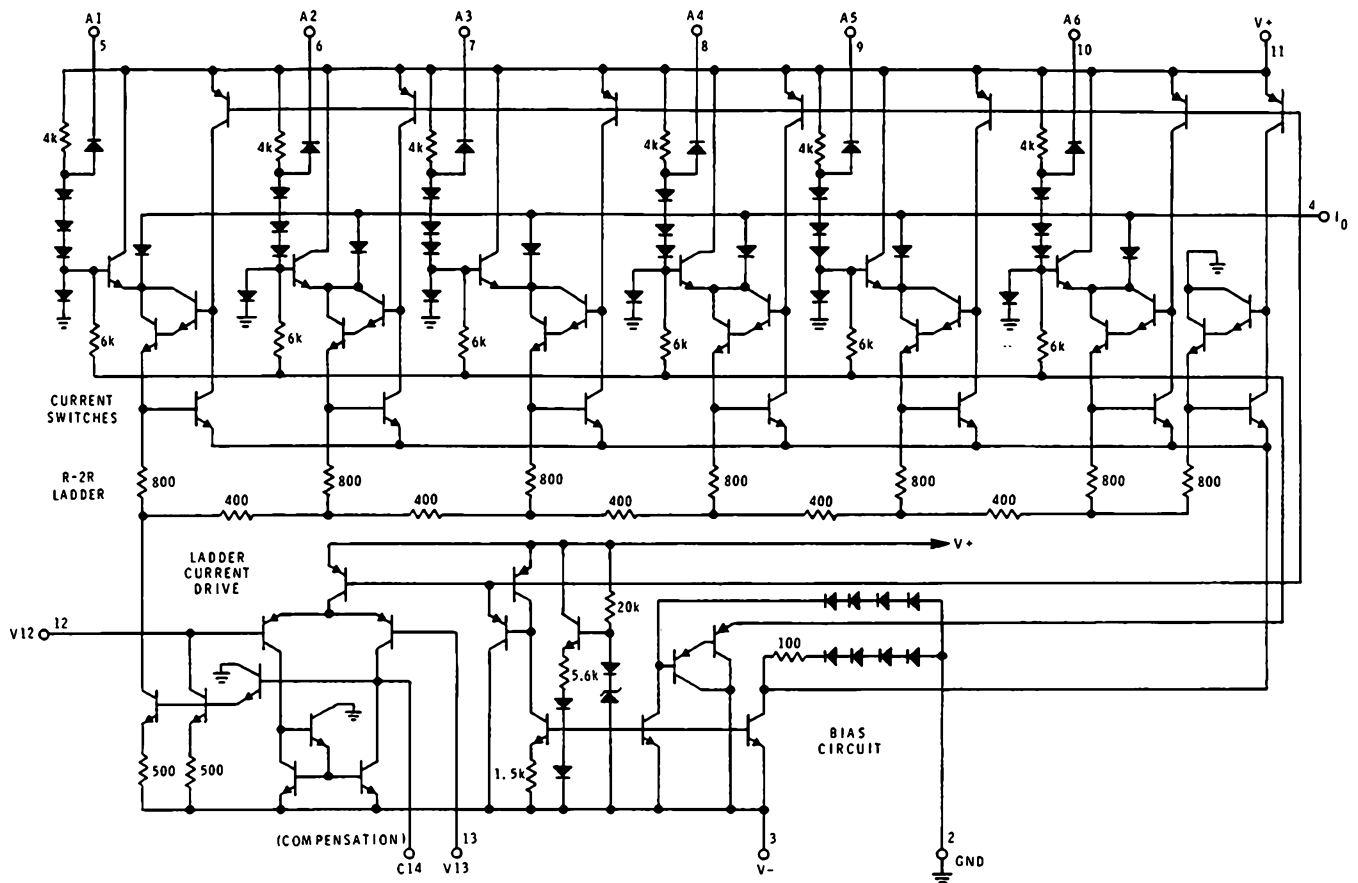 A1 A2 A3 A4 A5 A6 V+
5 6 7 8 9 10 11
4k 4k 4k 4k 4k 4k
4 I0
6k 6k 6k 6k 6k 6k
CURRENT
SWITCHES
R-2R
LADDER
800 800 800 800 800 800 800
400 400 400 400 400
LADDER
CURRENT
DRIVE
V+
20k
V12 12
100
5.6k
BIAS
CIRCUIT
500 500 1.5k
(COMPENSATION) 13 3 2
C14 V13 V- GND